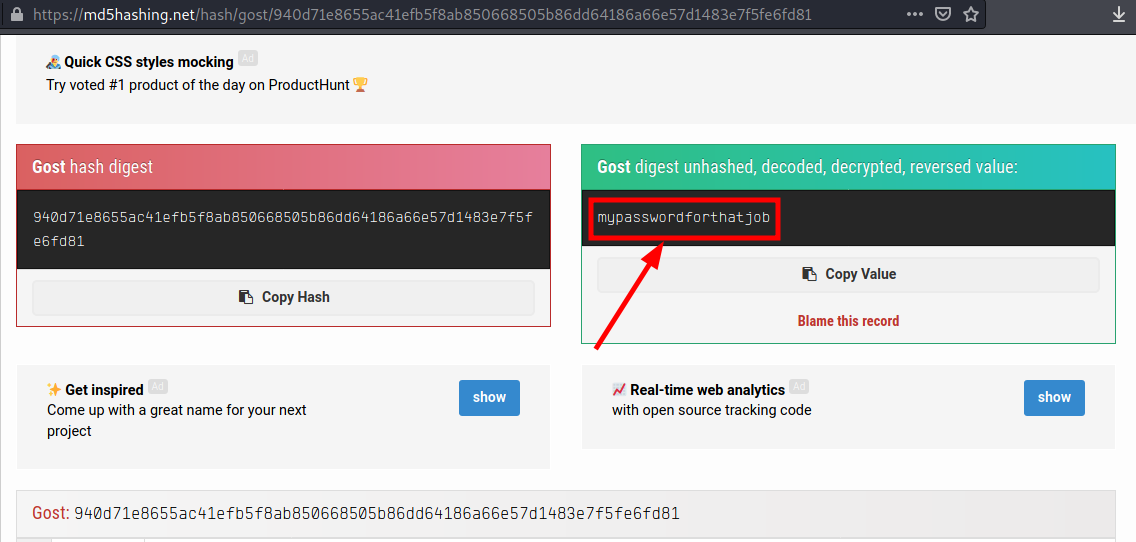 https://md5hashing.net/hash/gost/940d71e8655ac41efb5f8ab850668505b86dd64186a66e57d1483e7f5fe6fd81
Quick CSS styles mocking Ad
Try voted #1 product of the day on ProductHunt
Gost hash digest
940d71e8655ac41efb5f8ab850668505b86dd64186a66e57d1483e7f5f
e6fd81
Copy Hash
Gost digest unhashed, decoded, decrypted, reversed value:
mypasswordforthatjob
Copy Value
Blame this record
Get inspired Ad
Come up with a great name for your next
project
show
Real-time web analytics Ad
with open source tracking code
show
Gost: 940d71e8655ac41efb5f8ab850668505b86dd64186a66e57d1483e7f5fe6fd81